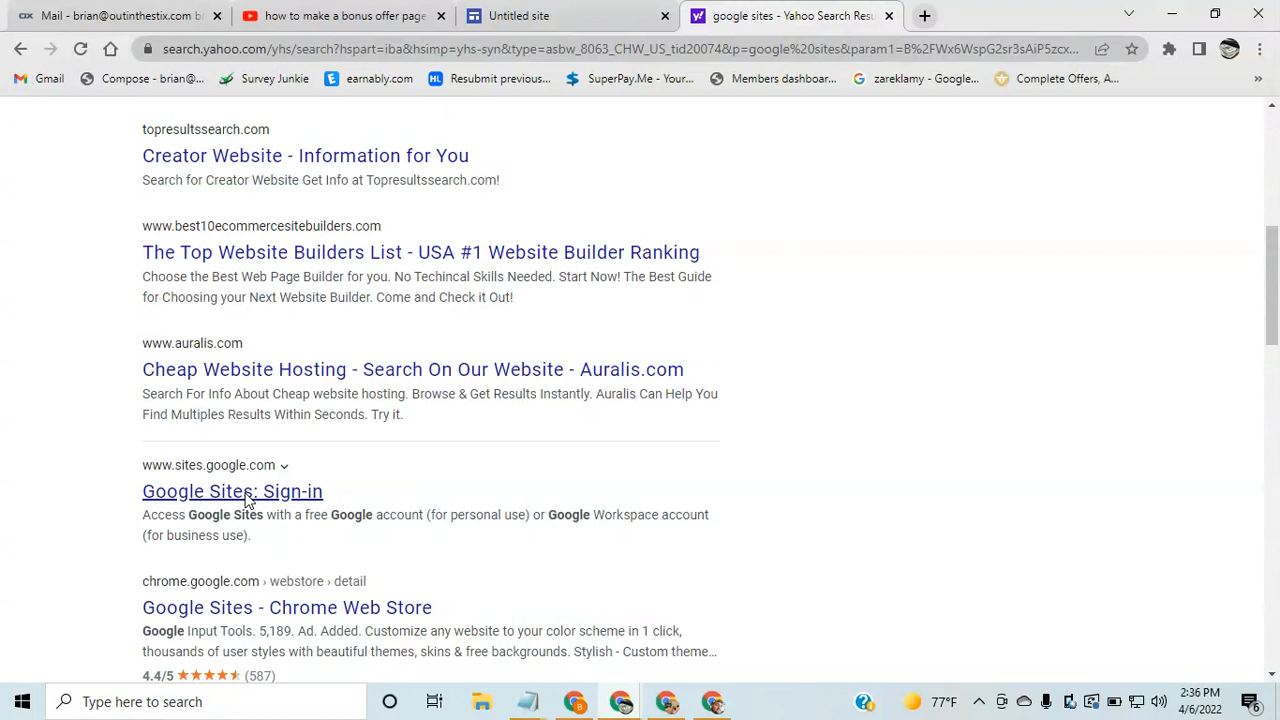 Mail - brian@outinthestix.com b
how to make a bonus offer pag
Untitled site
google sites - Yahoo Search Res
search.yahoo.com/yhs/search?hspart=iba&hsimp=yhs-syn&type=asbw_8063_CHW_US_tid20074&p=google%20sites&param1=B%2FWx6WspG2sr3sAiP5zcx...
Gmail
Compose - brian@...
Survey Junkie
earnably.com
Resubmit previous...
SuperPay.Me - Your...
Members dashboar...
zareklamy - Google...
Complete Offers, A...
topresultssearch.com
Creator Website - Information for You
Search for Creator Website Get Info at Topresultssearch.com!
www.best10ecommercesitebuilders.com
The Top Website Builders List - USA #1 Website Builder Ranking
Choose the Best Web Page Builder for you. No Techincal Skills Needed. Start Now! The Best Guide
for Choosing your Next Website Builder. Come and Check it Out!
www.auralis.com
Cheap Website Hosting - Search On Our Website - Auralis.com
Search For Info About Cheap website hosting. Browse & Get Results Instantly. Auralis Can Help You
Find Multiples Results Within Seconds. Try it.
www.sites.google.com
Google Sites: Sign-in
Access Google Sites with a free Google account (for personal use) or Google Workspace account
(for business use).
chrome.google.com › webstore › detail
Google Sites - Chrome Web Store
Google Input Tools. 5,189. Ad. Added. Customize any website to your color scheme in 1 click,
thousands of user styles with beautiful themes, skins & free backgrounds. Stylish - Custom theme...
4.4/5 ★★★★★ (587)
Type here to search
77°F
2:36 PM
4/6/2022
6